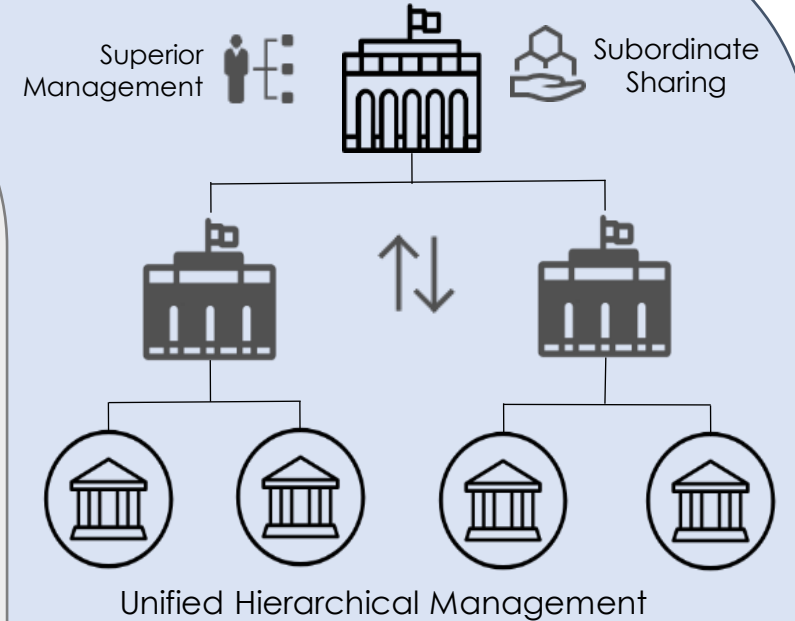 Superior
Management
Subordinate
Sharing
Unified Hierarchical Management